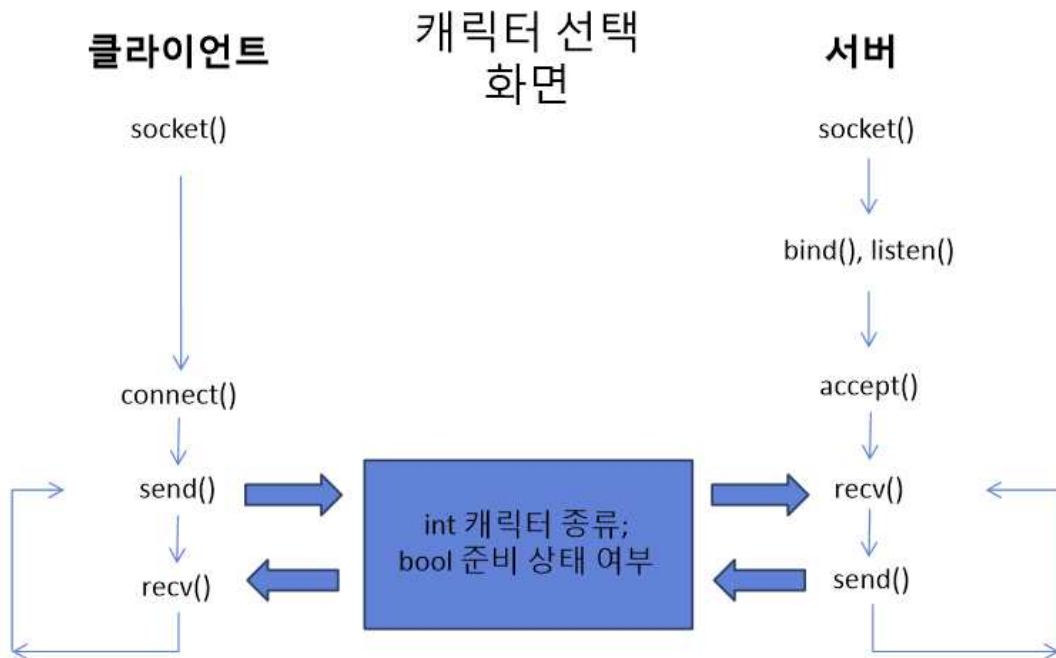 클라이언트
캐릭터 선택
화면
서버
socket()
socket()
bind(), listen()
connect()
accept()
send()
int 캐릭터 종류;
bool 준비 상태 여부
recv()
recv()
send()